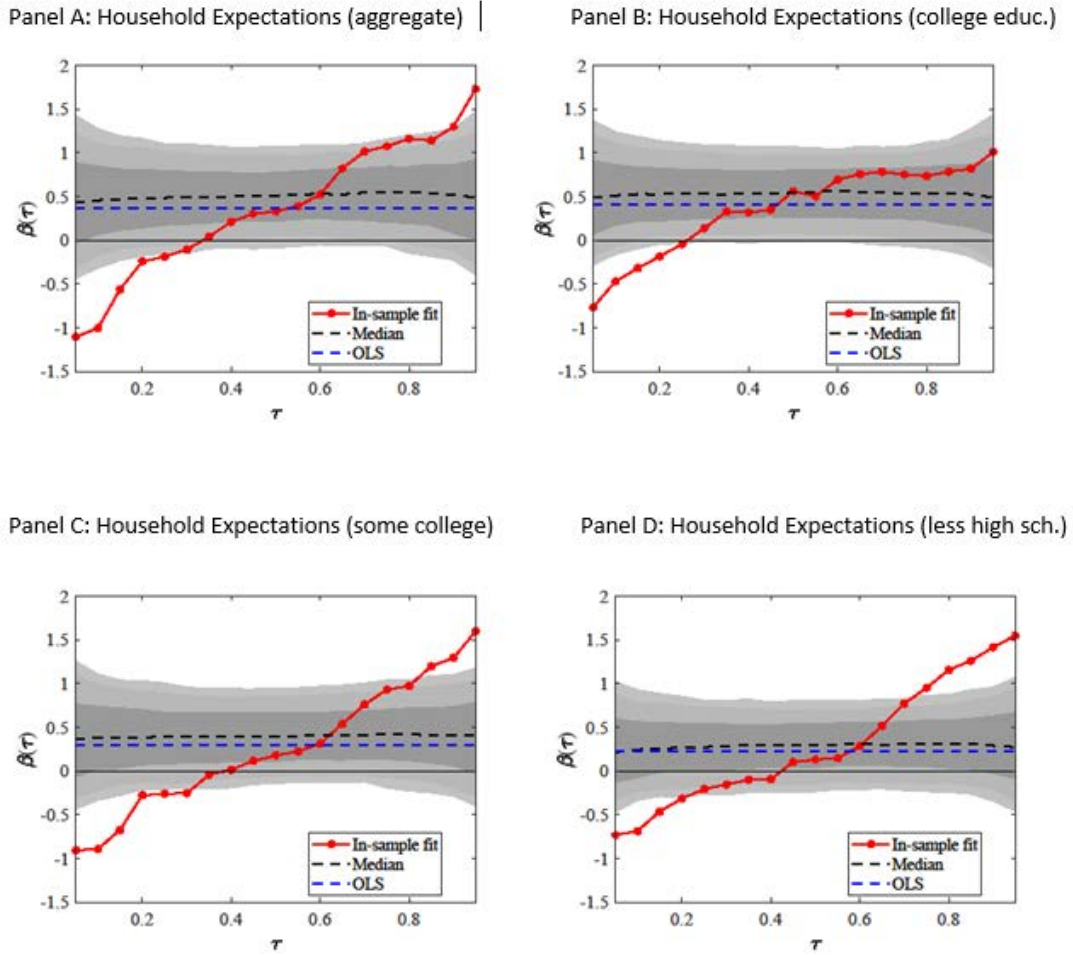 Panel A: Household Expectations (aggregate)
Panel B: Household Expectations (college educ.)
2
1.5
1
0.5
0
-0.5
-1
-1.5
β(τ)
0.2 0.4 0.6 0.8
τ
In-sample fit
Median
OLS
2
1.5
1
0.5
0
-0.5
-1
-1.5
β(τ)
0.2 0.4 0.6 0.8
τ
In-sample fit
Median
OLS
Panel C: Household Expectations (some college)
Panel D: Household Expectations (less high sch.)
2
1.5
1
0.5
0
-0.5
-1
-1.5
β(τ)
0.2 0.4 0.6 0.8
τ
In-sample fit
Median
OLS
2
1.5
1
0.5
0
-0.5
-1
-1.5
β(τ)
0.2 0.4 0.6 0.8
τ
In-sample fit
Median
OLS